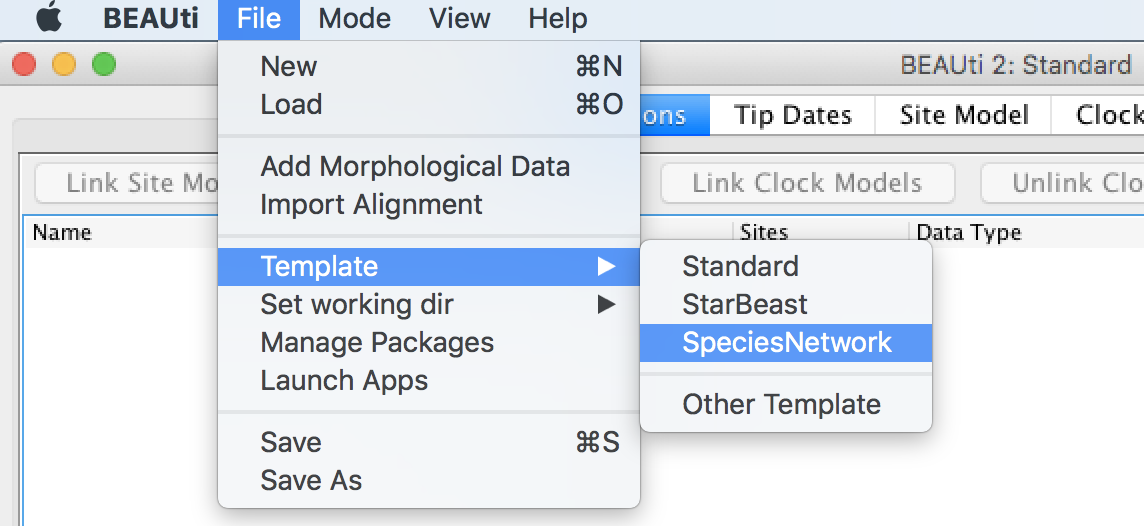 BEAUti File Mode View Help
BEAUti 2: Standard
New ⌘N
Load ⌘O
ons Tip Dates Site Model Clock
Add Morphological Data
Link Site Mo Link Clock Models Unlink Clo
Import Alignment
Name Sites Data Type
Template
Set working dir
Manage Packages
Launch Apps
Save ⌘S
Save As
Standard
StarBeast
SpeciesNetwork
Other Template